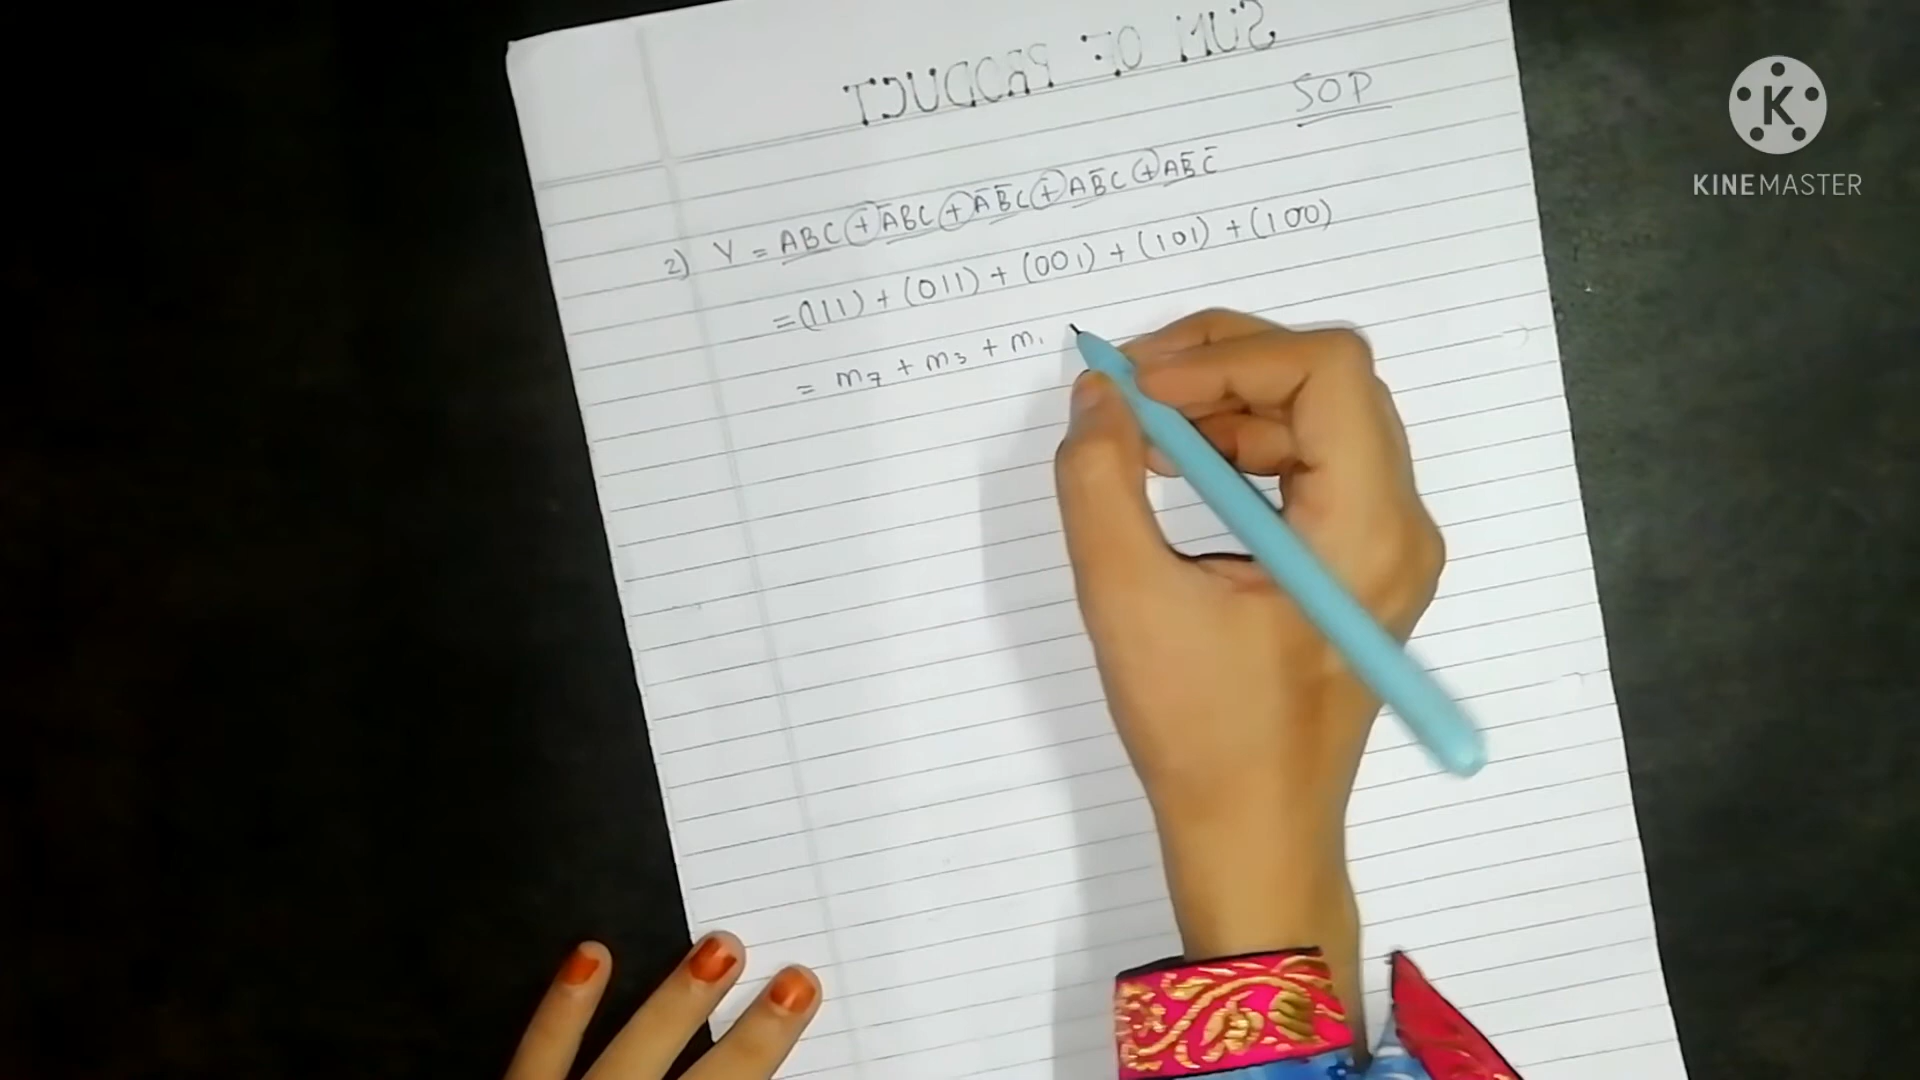 SUM OF PRODUCT
SOP
2) Y = ABC + A̅BC + A̅B̅C + AB̅C + AB̅C̅
= (111) + (011) + (001) + (101) + (100)
= m7 + m3 + m1
K
KINEMASTER